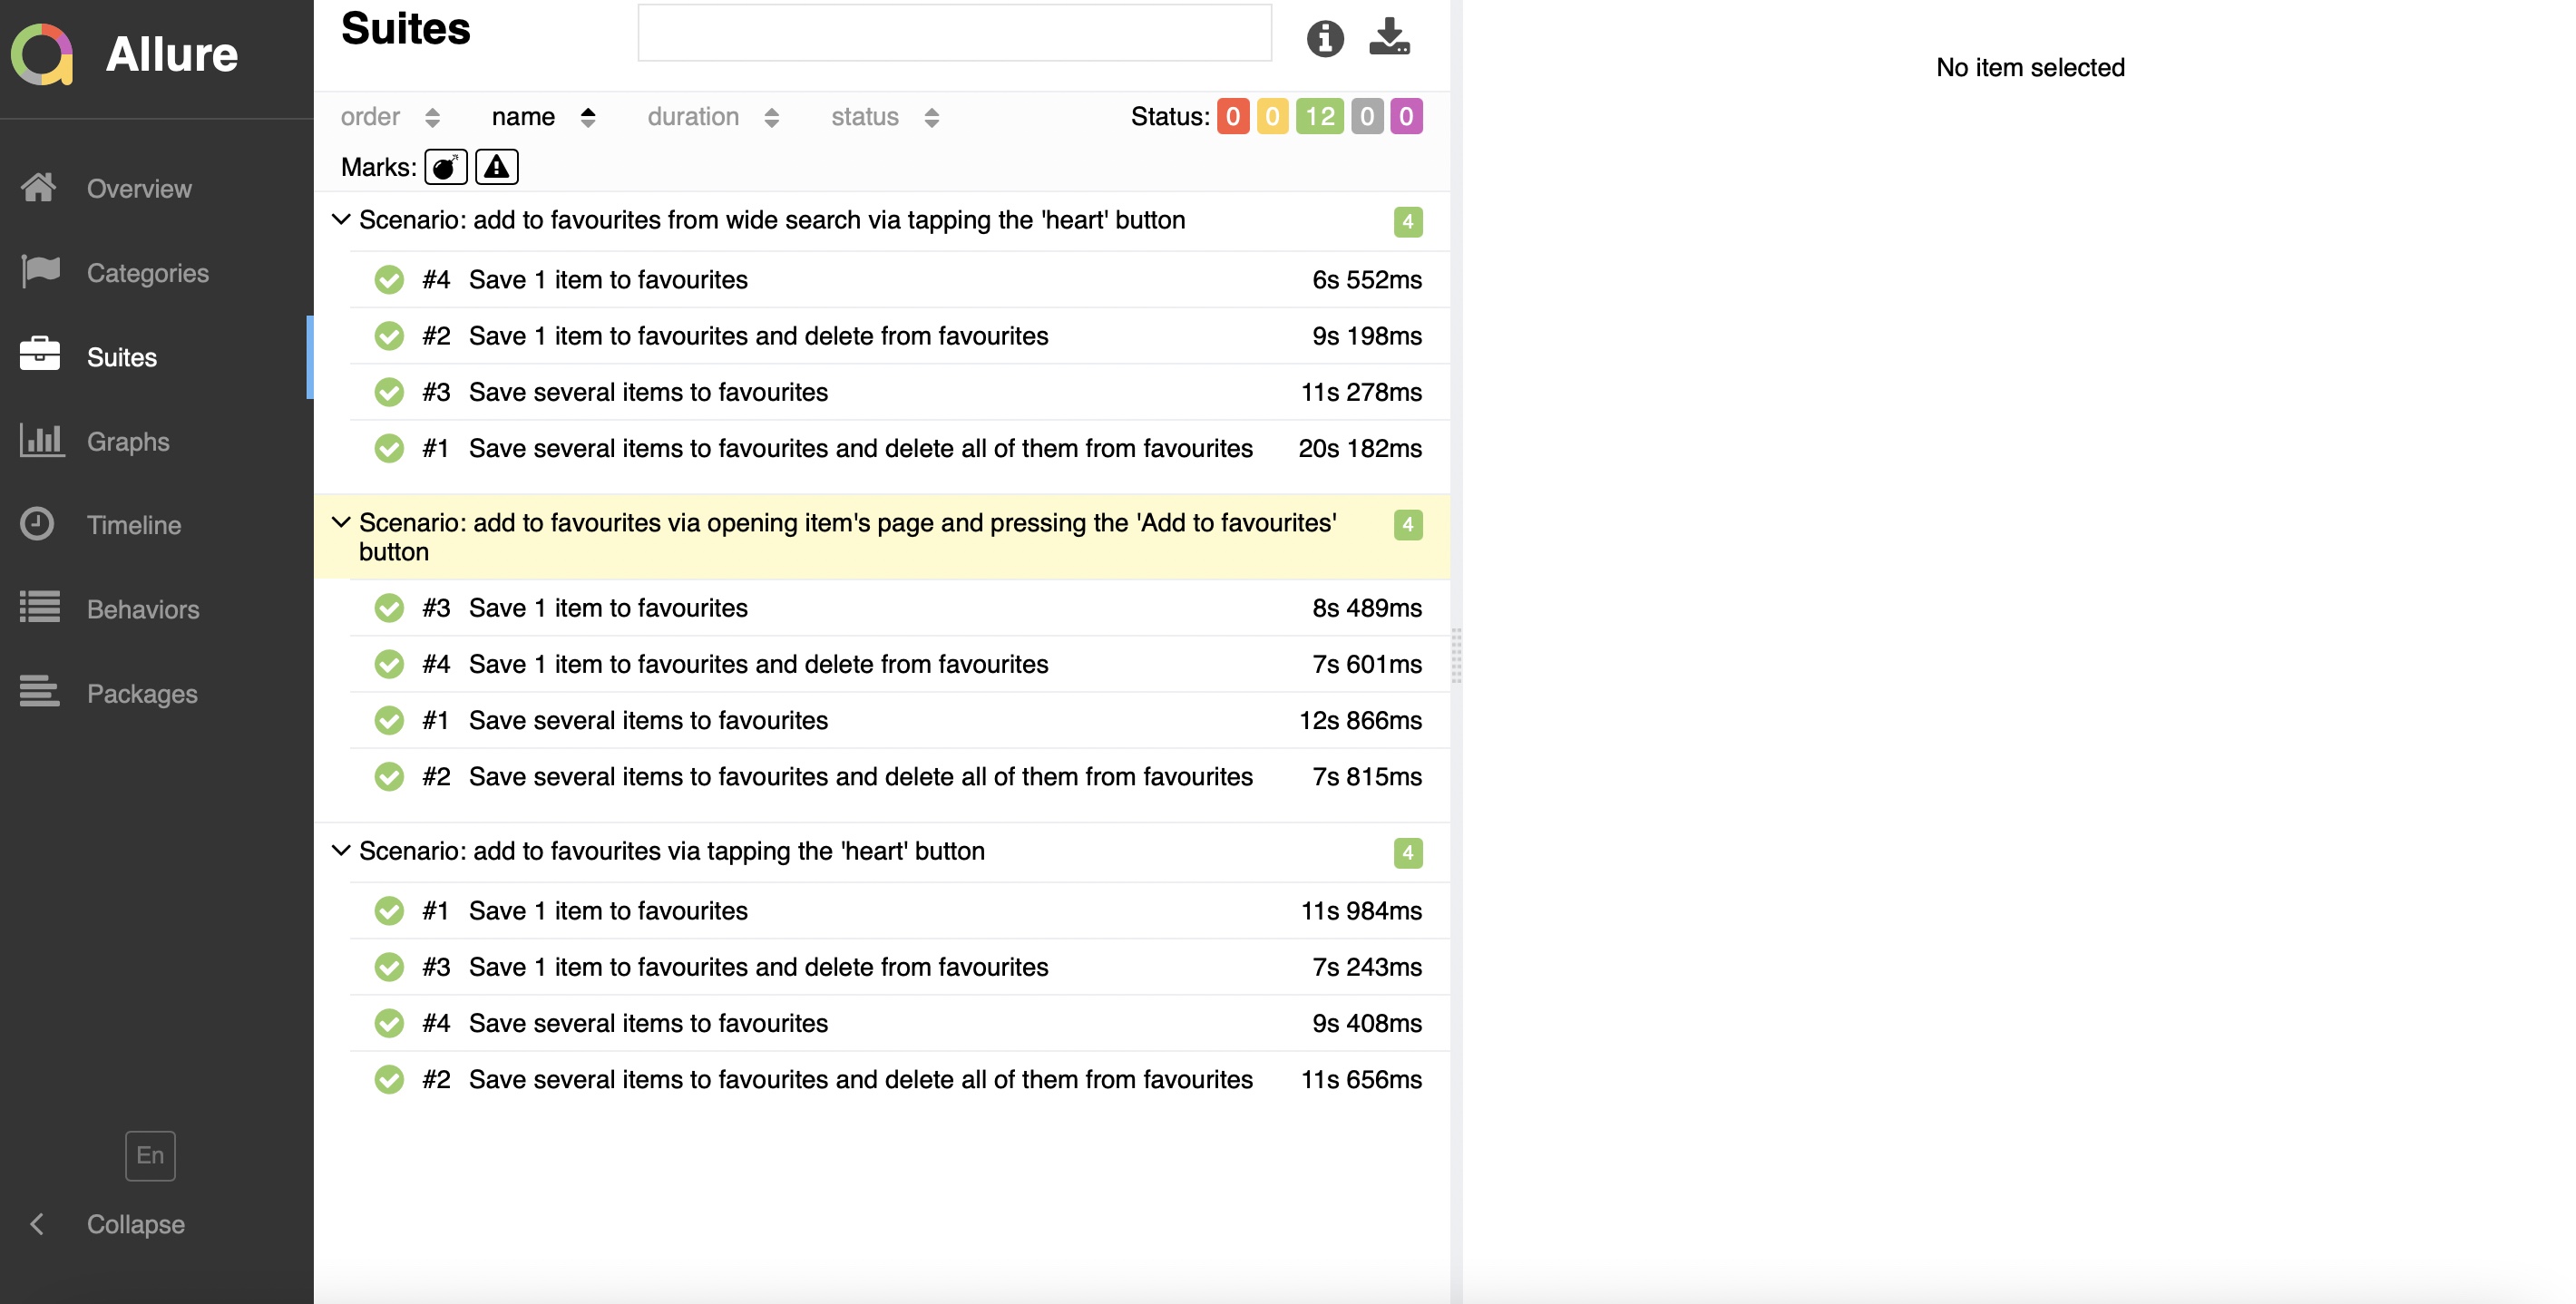 Allure
Overview
Categories
Suites
Graphs
Timeline
Behaviors
Packages
En
Collapse
Suites
order name duration status Status: 0 0 12 0 0
Marks:
Scenario: add to favourites from wide search via tapping the 'heart' button 4
#4 Save 1 item to favourites 6s 552ms
#2 Save 1 item to favourites and delete from favourites 9s 198ms
#3 Save several items to favourites 11s 278ms
#1 Save several items to favourites and delete all of them from favourites 20s 182ms
Scenario: add to favourites via opening item's page and pressing the 'Add to favourites' 4
button
#3 Save 1 item to favourites 8s 489ms
#4 Save 1 item to favourites and delete from favourites 7s 601ms
#1 Save several items to favourites 12s 866ms
#2 Save several items to favourites and delete all of them from favourites 7s 815ms
Scenario: add to favourites via tapping the 'heart' button 4
#1 Save 1 item to favourites 11s 984ms
#3 Save 1 item to favourites and delete from favourites 7s 243ms
#4 Save several items to favourites 9s 408ms
#2 Save several items to favourites and delete all of them from favourites 11s 656ms
No item selected